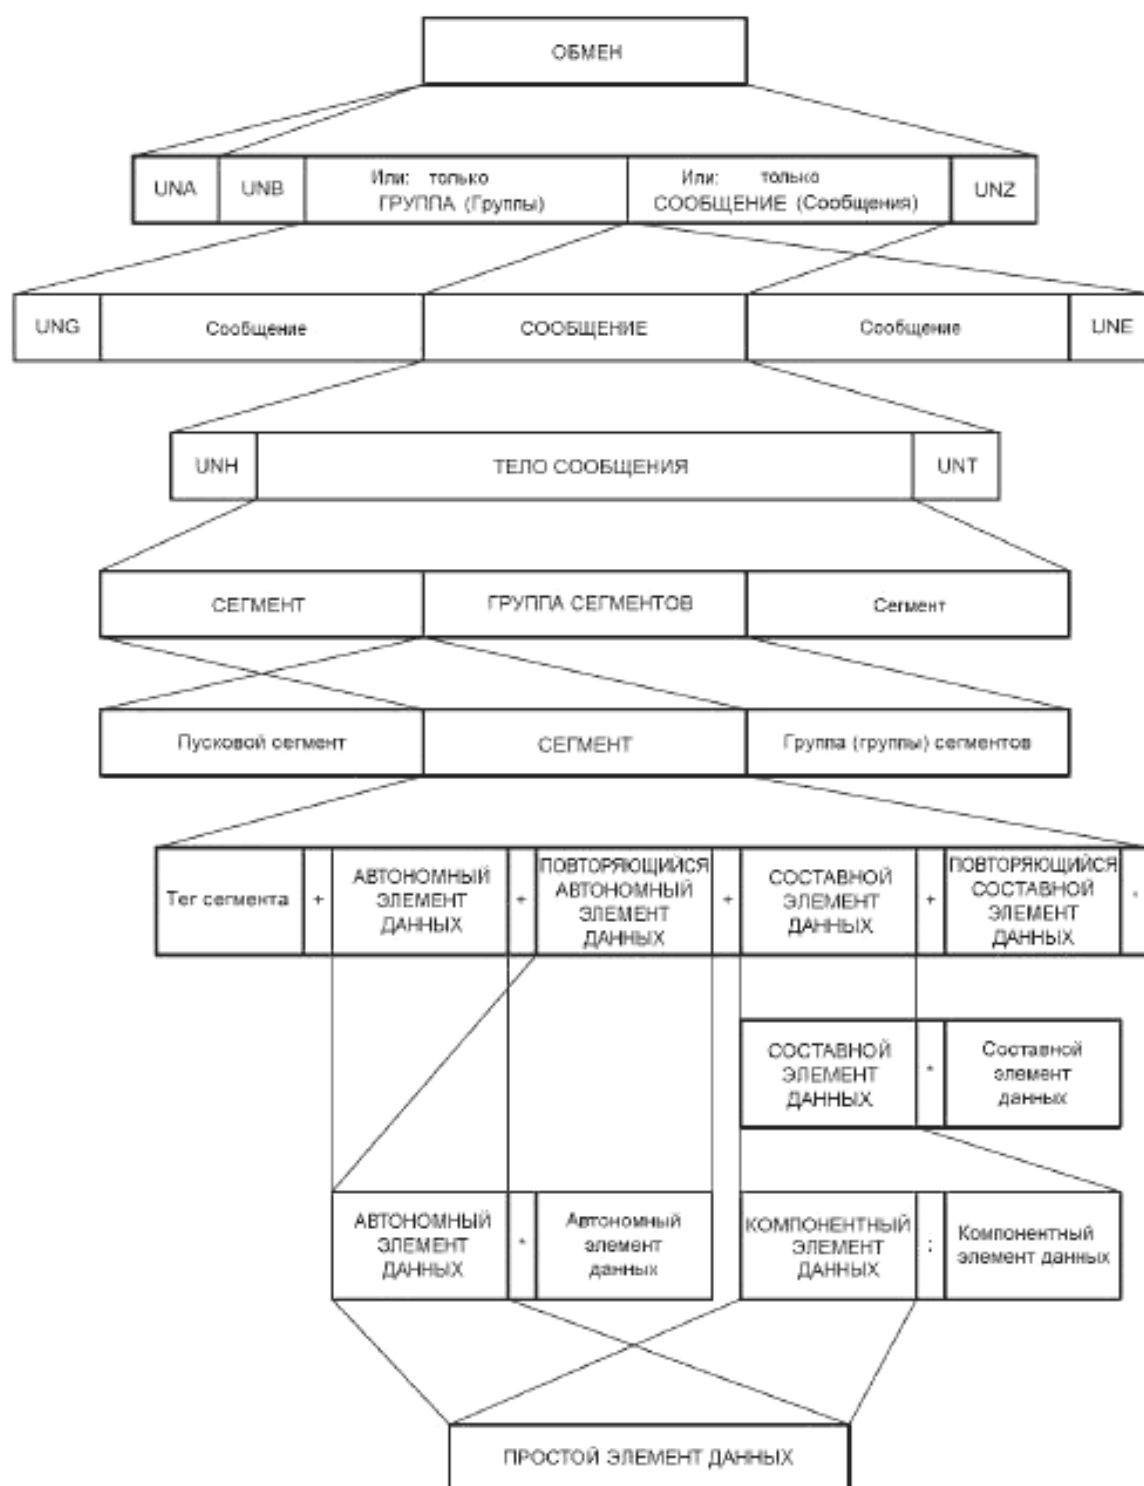 ОБМЕН
UNA
UNB
Или: только
ГРУППА (Группы)
Или: только
СООБЩЕНИЕ (Сообщения)
UNZ
UNG
Сообщение
СООБЩЕНИЕ
Сообщение
UNE
UNH
ТЕЛО СООБЩЕНИЯ
UNT
СЕГМЕНТ
ГРУППА СЕГМЕНТОВ
Сегмент
Пусковой сегмент
СЕГМЕНТ
Группа (группы) сегментов
Тег сегмента
+
АВТОНОМНЫЙ
ЭЛЕМЕНТ
ДАННЫХ
+
ПОВТОРЯЮЩИЙСЯ
АВТОНОМНЫЙ
ЭЛЕМЕНТ
ДАННЫХ
+
СОСТАВНОЙ
ЭЛЕМЕНТ
ДАННЫХ
+
ПОВТОРЯЮЩИЙСЯ
СОСТАВНОЙ
ЭЛЕМЕНТ
ДАННЫХ
СОСТАВНОЙ
ЭЛЕМЕНТ
ДАННЫХ
*
Составной
элемент
данных
АВТОНОМНЫЙ
ЭЛЕМЕНТ
ДАННЫХ
*
Автономный
элемент
данных
КОМПОНЕНТНЫЙ
ЭЛЕМЕНТ
ДАННЫХ
:
Компонентный
элемент данных
ПРОСТОЙ ЭЛЕМЕНТ ДАННЫХ